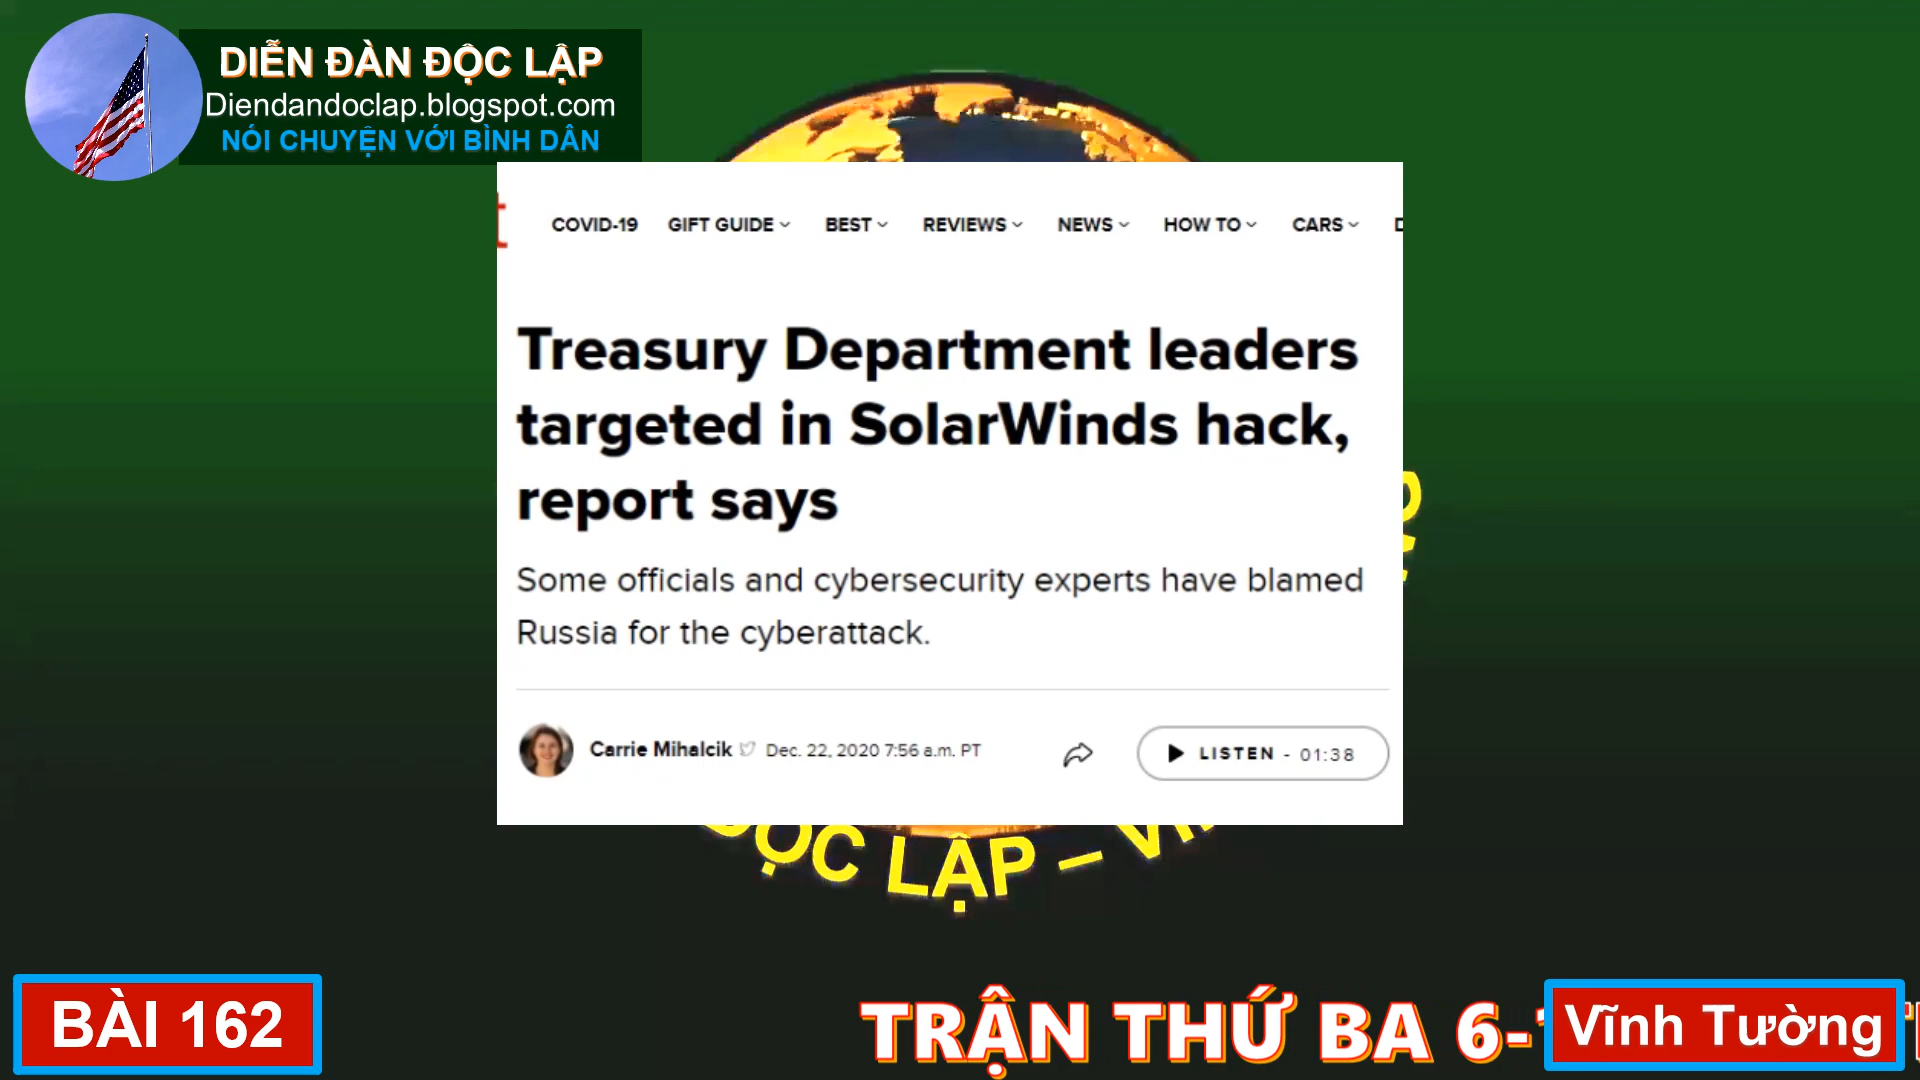 DIỄN ĐÀN ĐỘC LẬP
Diendandoclap.blogspot.com
NÓI CHUYỆN VỚI BÌNH DÂN
COVID-19 GIFT GUIDE BEST REVIEWS NEWS HOW TO CARS
Treasury Department leaders
targeted in SolarWinds hack,
report says
Some officials and cybersecurity experts have blamed
Russia for the cyberattack.
Carrie Mihalcik Dec. 22, 2020 7:56 a.m. PT
LISTEN - 01:38
ĐỘC LẬP –
BÀI 162
TRẬN THỨ BA 6-
Vĩnh Tường